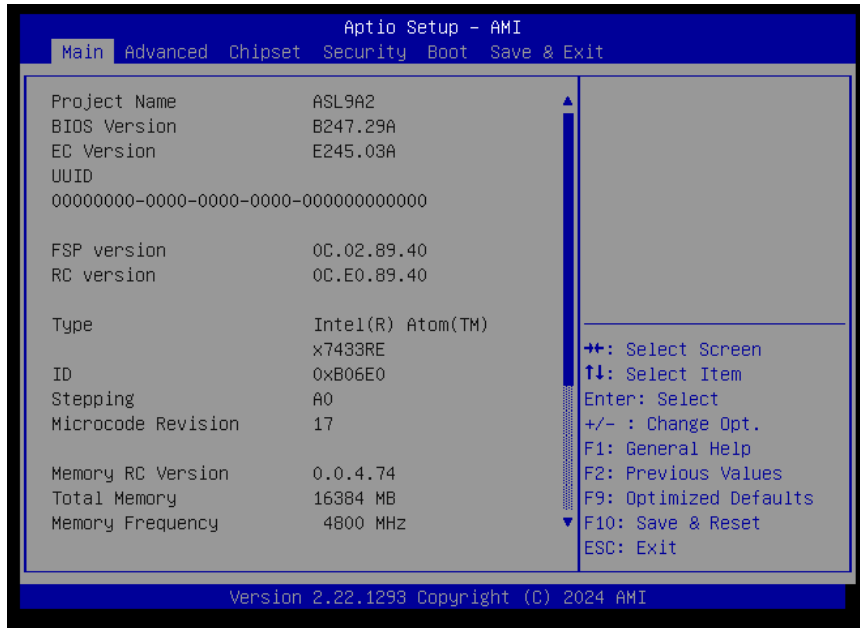 Aptio Setup - AMI
Main Advanced Chipset Security Boot Save & Exit
Project Name ASL9A2
BIOS Version B247.29A
EC Version E245.03A
UUID
00000000-0000-0000-0000-000000000000
FSP version 0C.02.89.40
RC version 0C.E0.89.40
Type Intel(R) Atom(TM)
x7433RE
ID 0xB06E0
Stepping A0
Microcode Revision 17
Memory RC Version 0.0.4.74
Total Memory 16384 MB
Memory Frequency 4800 MHz
→←: Select Screen
↑↓: Select Item
Enter: Select
+/- : Change Opt.
F1: General Help
F2: Previous Values
F9: Optimized Defaults
F10: Save & Reset
ESC: Exit
Version 2.22.1293 Copyright (C) 2024 AMI